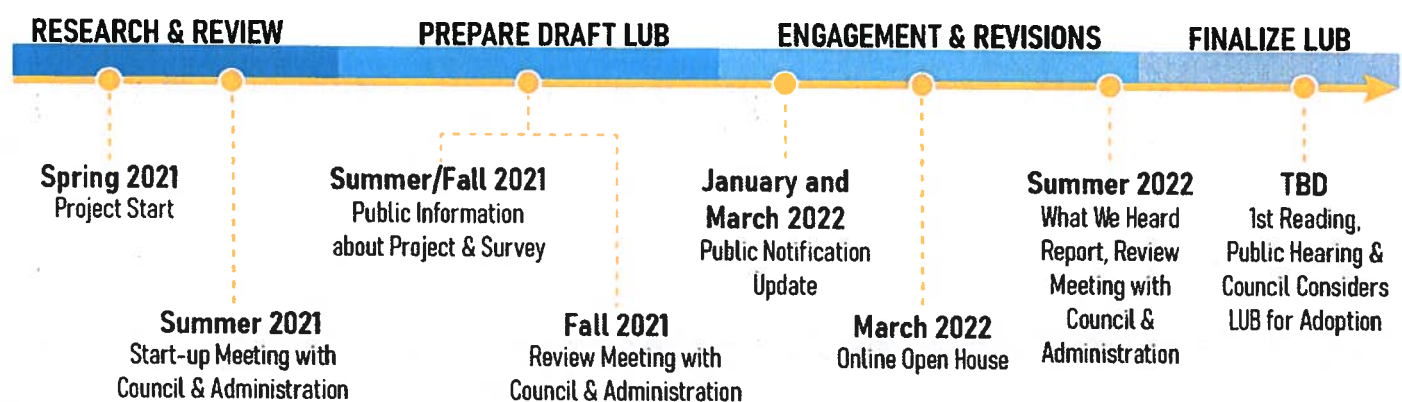 RESEARCH & REVIEW
PREPARE DRAFT LUB
ENGAGEMENT & REVISIONS
FINALIZE LUB
Spring 2021
Project Start
Summer 2021
Start-up Meeting with
Council & Administration
Summer/Fall 2021
Public Information
about Project & Survey
Fall 2021
Review Meeting with
Council & Administration
January and
March 2022
Public Notification
Update
March 2022
Online Open House
Summer 2022
What We Heard
Report, Review
Meeting with
Council &
Administration
TBD
1st Reading,
Public Hearing &
Council Considers
LUB for Adoption